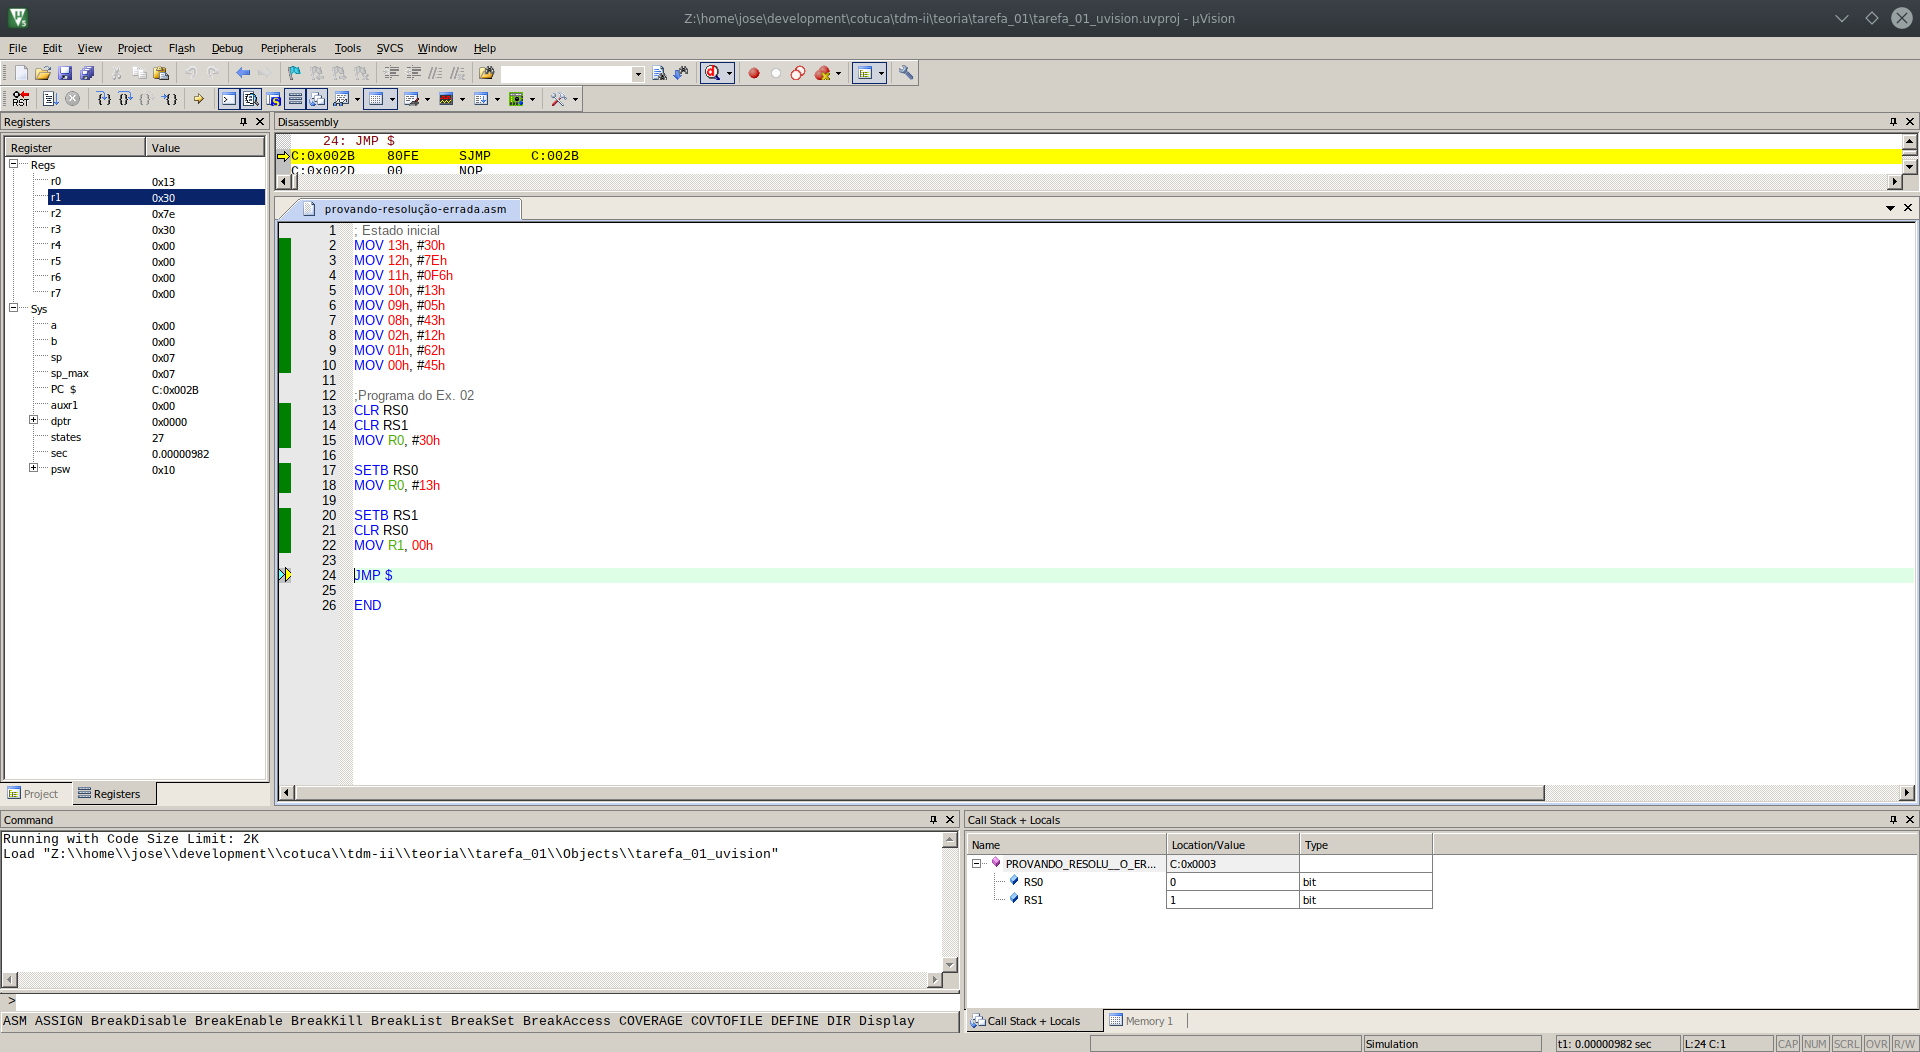 Z:\home\jose\development\cotuca\tdm-ii\teoria\tarefa_01\tarefa_01_uvision.uvproj - µVision
File Edit View Project Flash Debug Peripherals Tools SVCS Window Help
RST
Registers
Register Value
Regs
r0 0x13
r1 0x30
r2 0x7e
r3 0x30
r4 0x00
r5 0x00
r6 0x00
r7 0x00
Sys
a 0x00
b 0x00
sp 0x07
sp_max 0x07
PC $ C:0x002B
auxr1 0x00
dptr 0x0000
states 27
sec 0.00000982
psw 0x10
Project Registers
Disassembly
24: JMP $
C:0x002B 80FE SJMP C:002B
C:0x002D 00 NOP
provando-resolução-errada.asm
1 ; Estado inicial
2 MOV 13h, #30h
3 MOV 12h, #7Eh
4 MOV 11h, #0F6h
5 MOV 10h, #13h
6 MOV 09h, #05h
7 MOV 08h, #43h
8 MOV 02h, #12h
9 MOV 01h, #62h
10 MOV 00h, #45h
11
12 ;Programa do Ex. 02
13 CLR RS0
14 CLR RS1
15 MOV R0, #30h
16
17 SETB RS0
18 MOV R0, #13h
19
20 SETB RS1
21 CLR RS0
22 MOV R1, 00h
23
24 JMP $
25
26 END
Command
Running with Code Size Limit: 2K
Load "Z:\\home\\jose\\development\\cotuca\\tdm-ii\\teoria\\tarefa_01\\Objects\\tarefa_01_uvision"
>
ASM ASSIGN BreakDisable BreakEnable BreakKill BreakList BreakSet BreakAccess COVERAGE COVTOFILE DEFINE DIR Display
Call Stack + Locals
Name Location/Value Type
PROVANDO_RESOLU__O_ER... C:0x0003
RS0 0 bit
RS1 1 bit
Call Stack + Locals Memory 1
Simulation t1: 0.00000982 sec L:24 C:1 CAP NUM SCRL OVR R/W